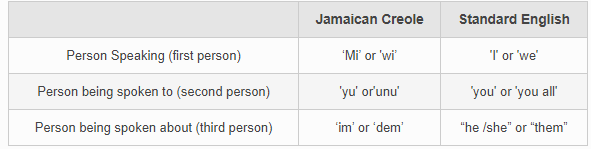 Jamaican Creole Standard English
Person Speaking (first person) ‘Mi’ or 'wi’ 'I' or 'we'
Person being spoken to (second person) 'yu' or'unu' 'you' or 'you all'
Person being spoken about (third person) ‘im’ or ‘dem’ “he /she” or “them”